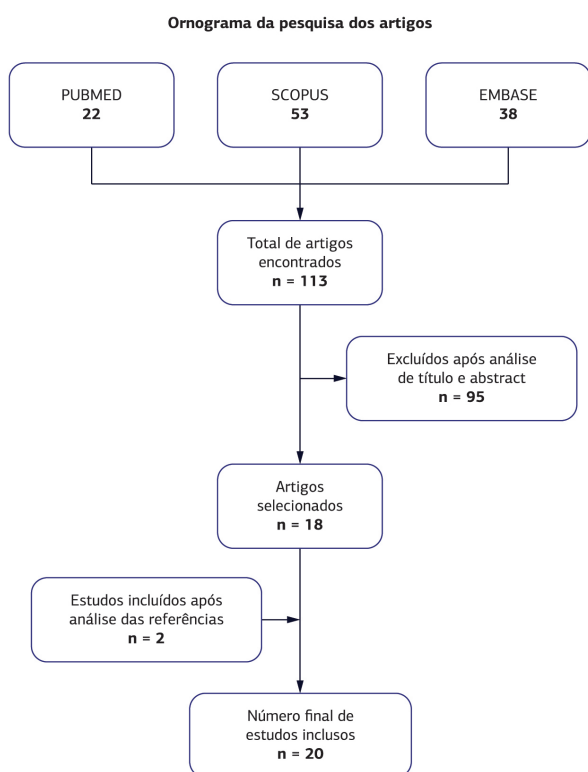 Ornograma da pesquisa dos artigos
PUBMED
22
SCOPUS
53
EMBASE
38
Total de artigos
encontrados
n = 113
Excluídos após análise
de título e abstract
n = 95
Artigos
selecionados
n = 18
Estudos incluídos após
análise das referências
n = 2
Número final de
estudos inclusos
n = 20